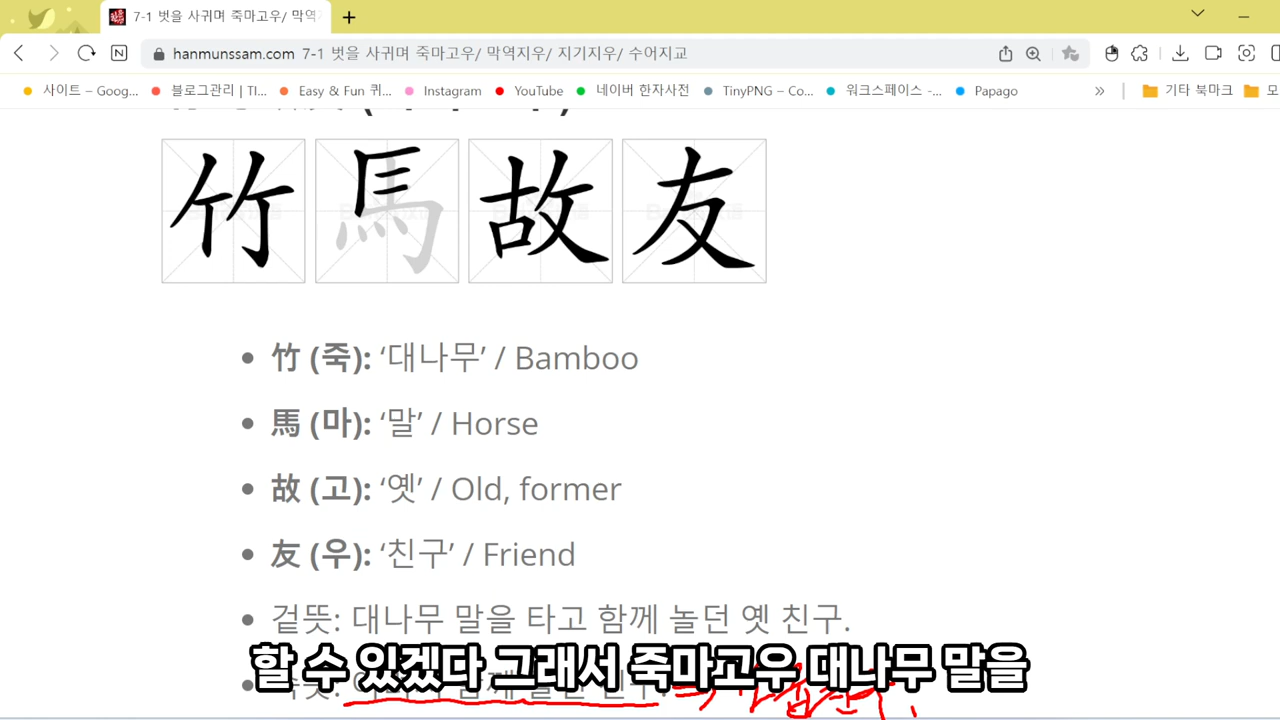 7-1 벗을 사귀며 죽마고우/ 막역지
hanmunssam.com 7-1 벗을 사귀며 죽마고우/ 막역지우/ 지기지우/ 수어지교
사이트 – Goog... 블로그관리 | TI... Easy & Fun 퀴... Instagram YouTube 네이버 한자사전 TinyPNG – Co... 워크스페이스 -... Papago » 기타 북마크 모
竹 馬 故 友
• 竹 (죽): ‘대나무’ / Bamboo
• 馬 (마): ‘말’ / Horse
• 故 (고): ‘옛’ / Old, former
• 友 (우): ‘친구’ / Friend
• 겉뜻: 대나무 말을 타고 함께 놀던 옛 친구.
할 수 있겠다 그래서 죽마고우 대나무 말을